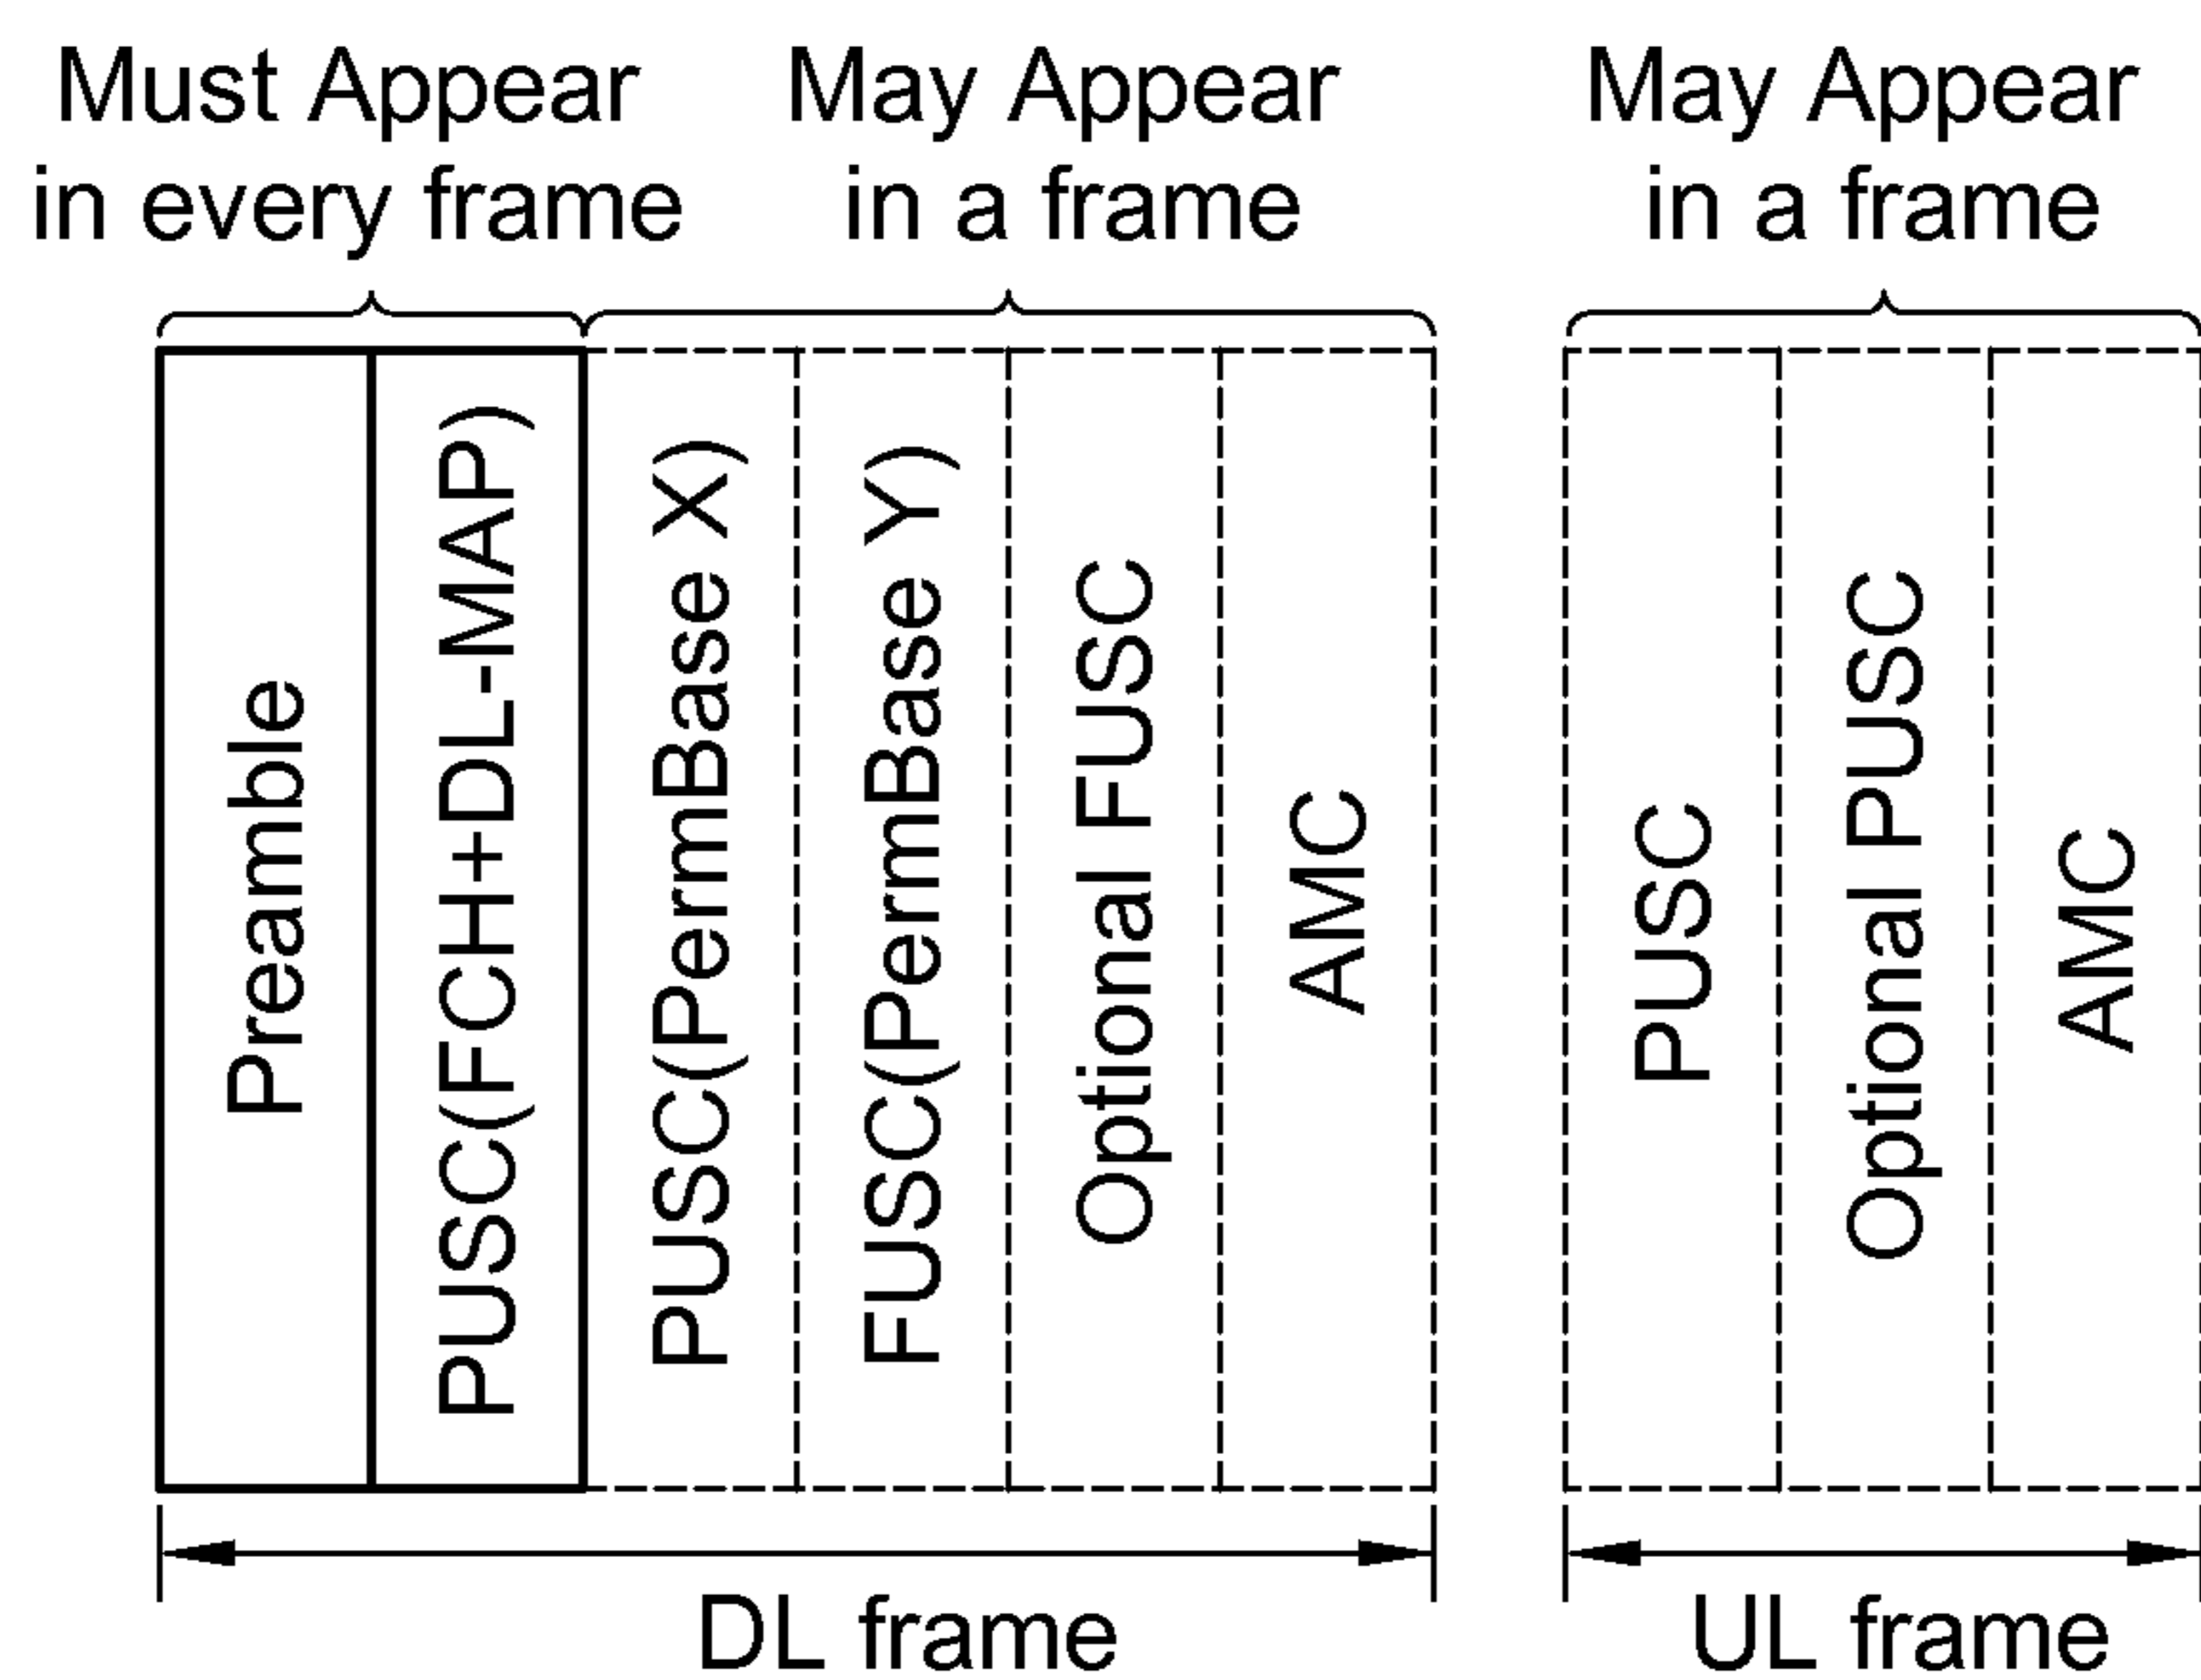 Must Appear
in every frame
May Appear
in a frame
May Appear
in a frame
Preamble
PUSC(FCH+DL-MAP)
PUSC(PermBase X)
FUSC(PermBase Y)
Optional FUSC
AMC
PUSC
Optional PUSC
AMC
DL frame
UL frame